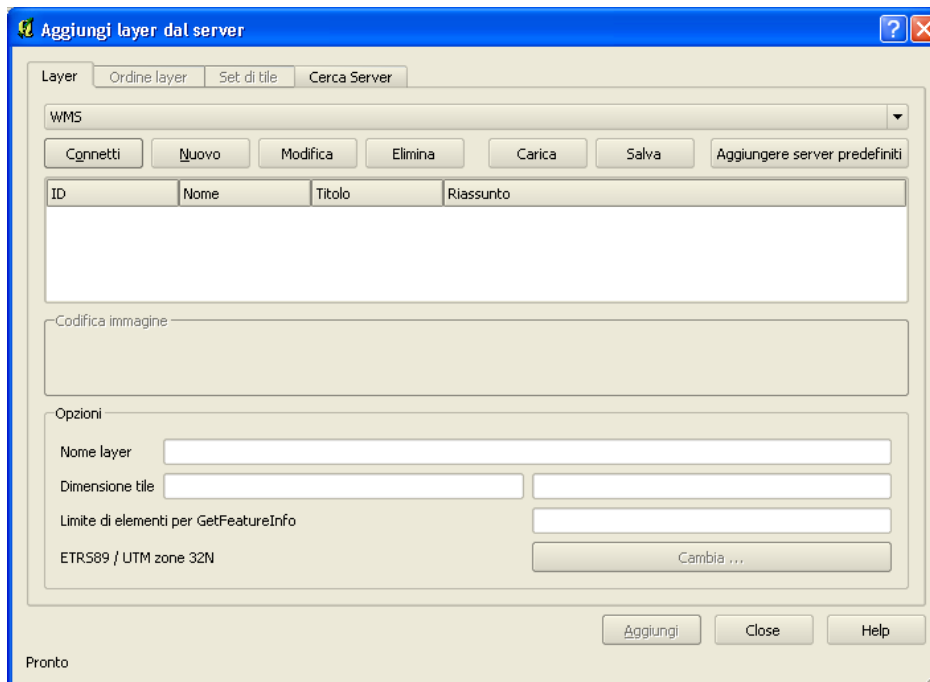 Aggiungi layer dal server
Layer Ordine layer Set di tile Cerca Server
WMS
Connetti Nuovo Modifica Elimina Carica Salva Aggiungere server predefiniti
ID Nome Titolo Riassunto
Codifica immagine
Opzioni
Nome layer
Dimensione tile
Limite di elementi per GetFeatureInfo
ETRS89 / UTM zone 32N Cambia ...
Aggiungi Close Help
Pronto